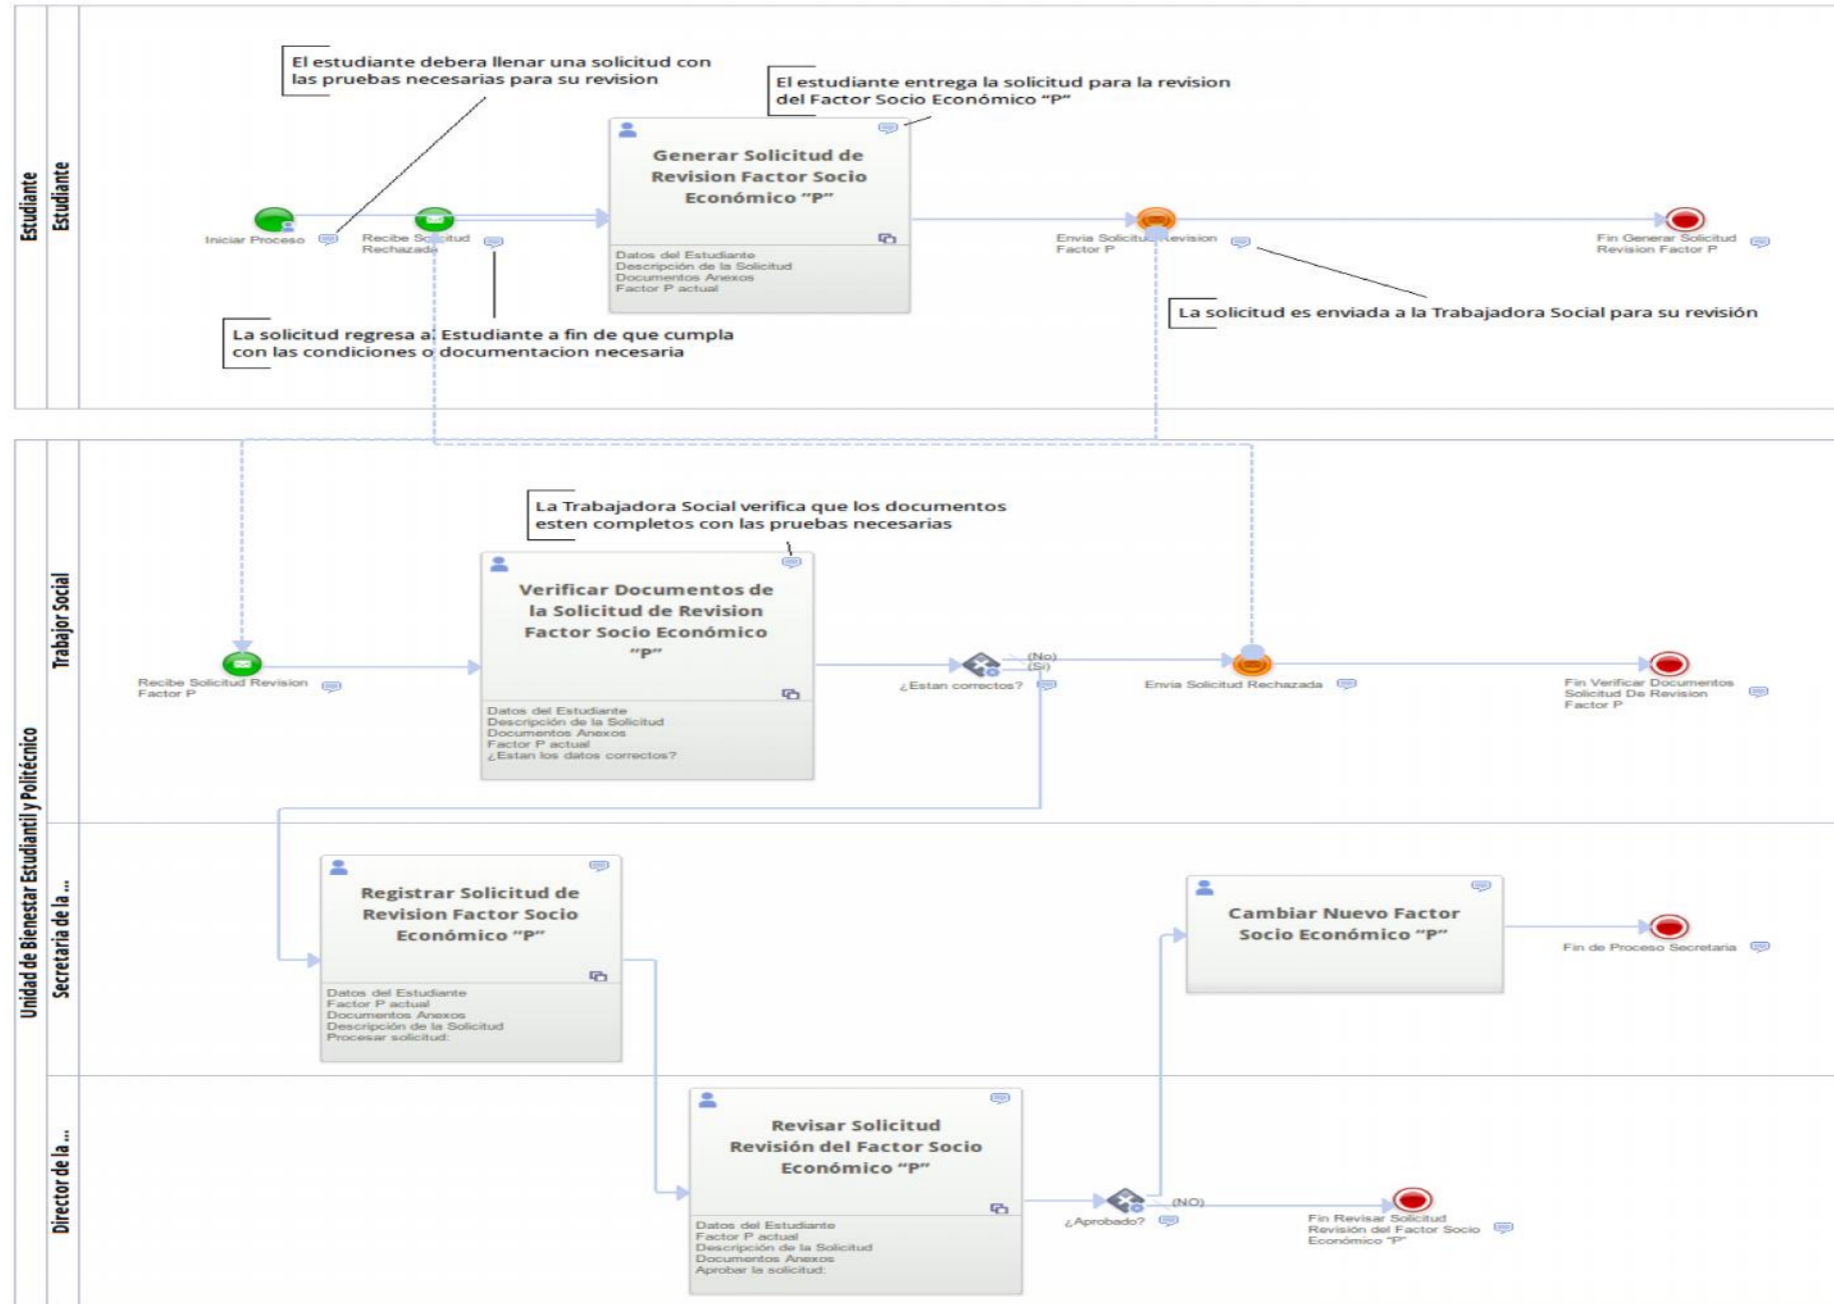 Estudiante
Estudiante
El estudiante debera llenar una solicitud con
las pruebas necesarias para su revision
El estudiante entrega la solicitud para la revision
del Factor Socio Económico “P”
Generar Solicitud de
Revision Factor Socio
Económico “P”
Datos del Estudiante
Descripción de la Solicitud
Documentos Anexos
Factor P actual
Iniciar Proceso
Recibe Solicitud
Rechazada
Envia Solicitud Revision
Factor P
Fin Generar Solicitud
Revision Factor P
La solicitud regresa al Estudiante a fin de que cumpla
con las condiciones o documentacion necesaria
La solicitud es enviada a la Trabajadora Social para su revisión
Unidad de Bienestar Estudiantil y Politécnico
Trabajor Social
La Trabajadora Social verifica que los documentos
esten completos con las pruebas necesarias
Recibe Solicitud Revision
Factor P
Verificar Documentos de
la Solicitud de Revision
Factor Socio Económico
“P”
Datos del Estudiante
Descripción de la Solicitud
Documentos Anexos
Factor P actual
¿Estan los datos correctos?
¿Estan correctos?
(No)
(Si)
Envia Solicitud Rechazada
Fin Verificar Documentos
Solicitud De Revision
Factor P
Secretaria de la ...
Registrar Solicitud de
Revision Factor Socio
Económico “P”
Datos del Estudiante
Factor P actual
Documentos Anexos
Descripción de la Solicitud
Procesar solicitud:
Cambiar Nuevo Factor
Socio Económico “P”
Fin de Proceso Secretaria
Director de la ...
Revisar Solicitud
Revisión del Factor Socio
Económico “P”
Datos del Estudiante
Factor P actual
Descripción de la Solicitud
Documentos Anexos
Aprobar la solicitud:
¿Aprobado?
(NO)
Fin Revisar Solicitud
Revisión del Factor Socio
Económico “P”